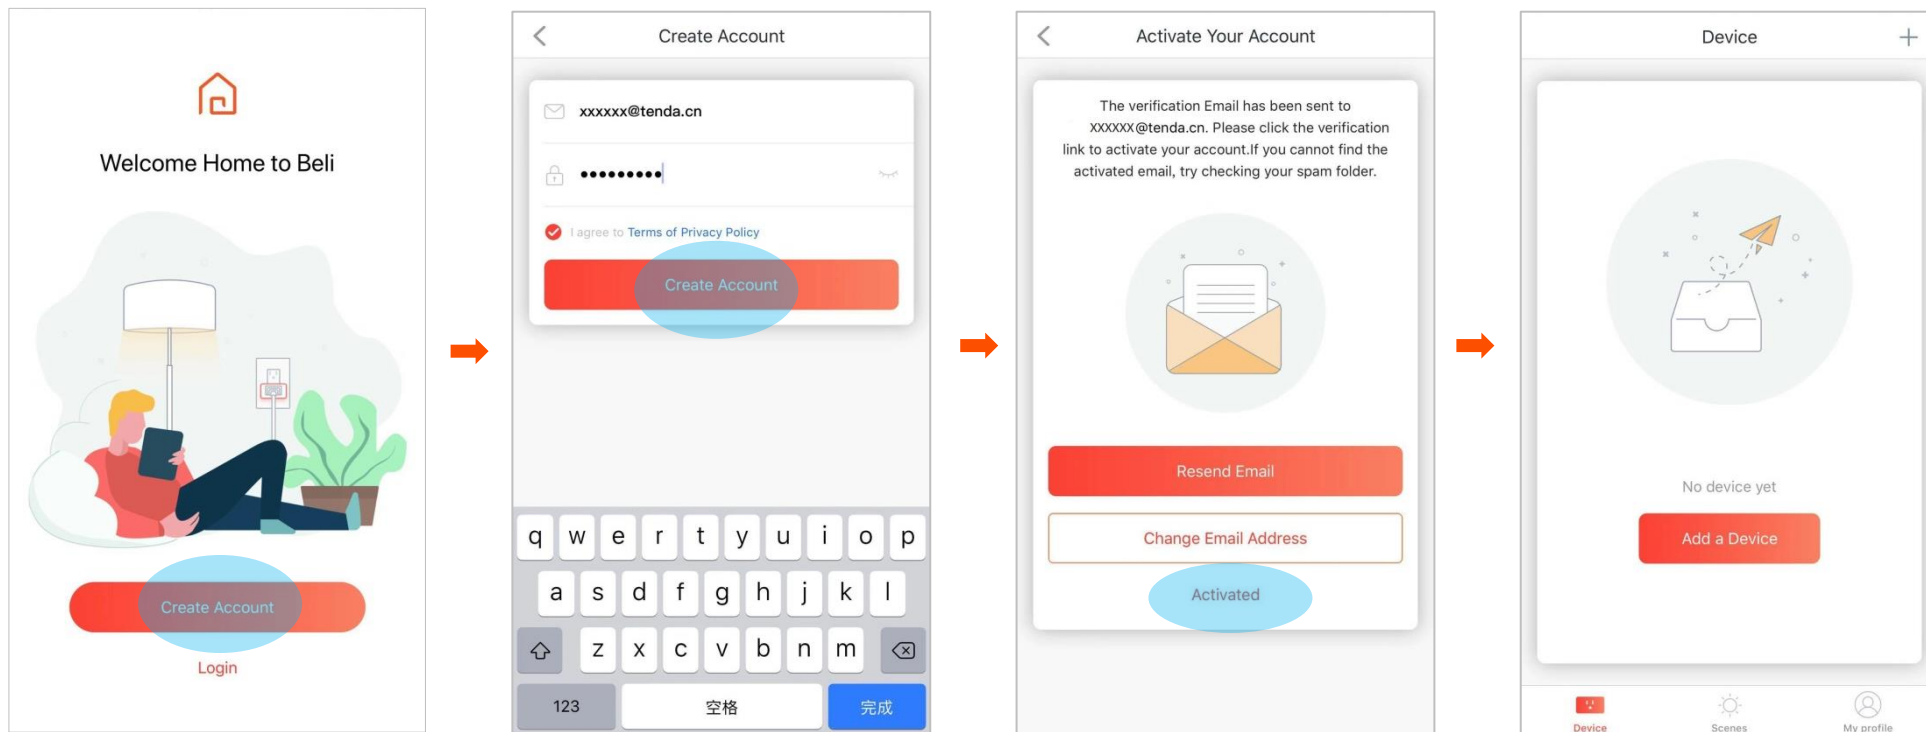 Welcome Home to Beli
Create Account
Login
Create Account
xxxxxx@tenda.cn
I agree to Terms of Privacy Policy
Create Account
q w e r t y u i o p
a s d f g h j k l
z x c v b n m
123 空格 完成
Activate Your Account
The verification Email has been sent to
XXXXXX@tenda.cn. Please click the verification
link to activate your account.If you cannot find the
activated email, try checking your spam folder.
Resend Email
Change Email Address
Activated
Device
No device yet
Add a Device
Device Scenes My profile